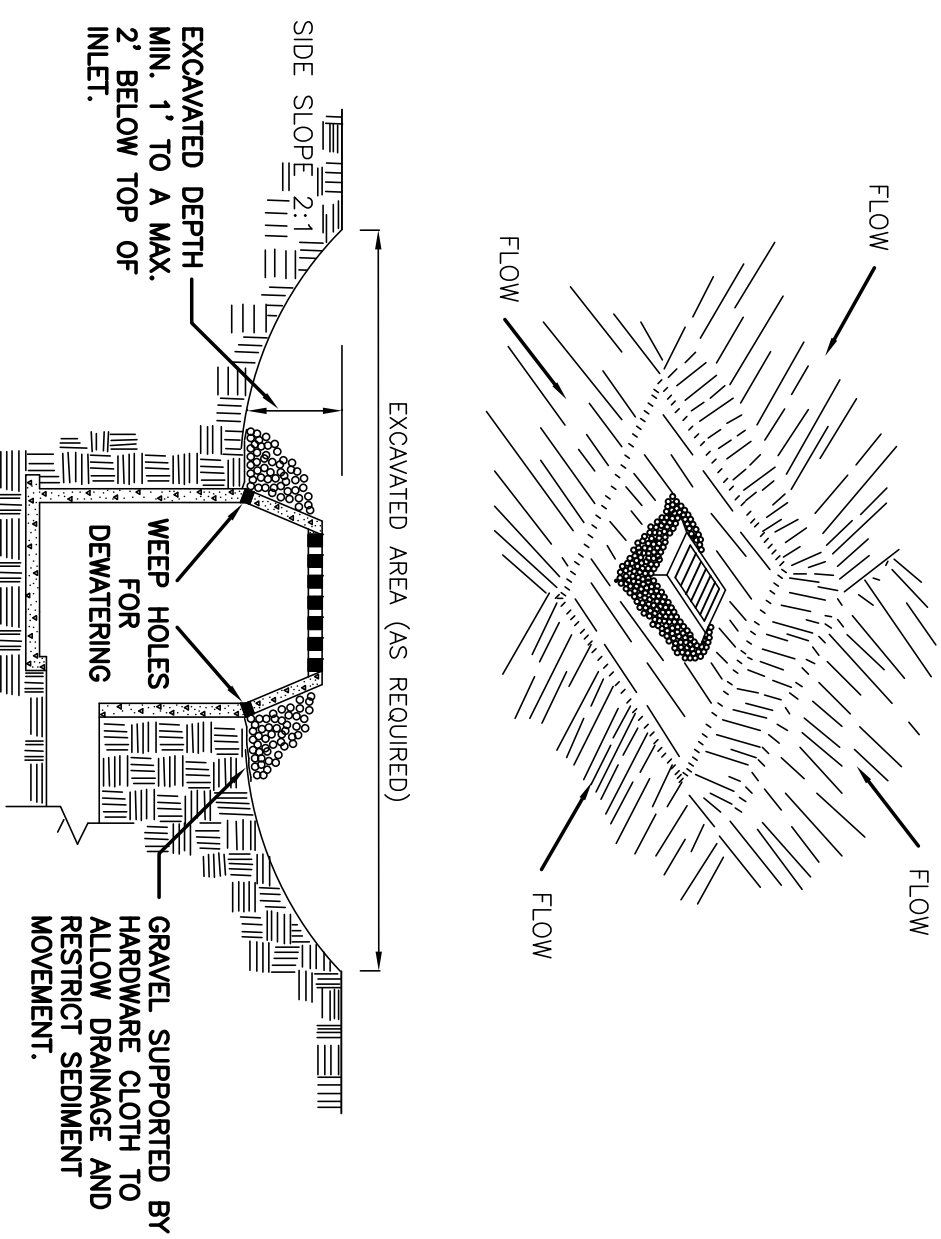 FLOW
FLOW
FLOW
FLOW
EXCAVATED AREA (AS REQUIRED)
SIDE SLOPE 2:1
EXCAVATED DEPTH
MIN. 1' TO A MAX.
2' BELOW TOP OF
INLET.
WEEP HOLES
FOR
DEWATERING
GRAVEL SUPPORTED BY
HARDWARE CLOTH TO
ALLOW DRAINAGE AND
RESTRICT SEDIMENT
MOVEMENT.